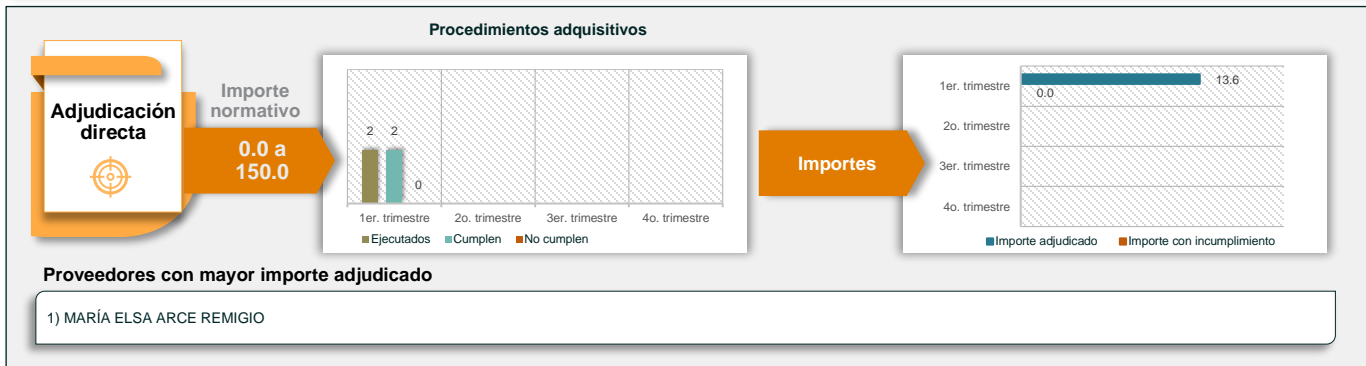 Procedimientos adquisitivos
Adjudicación
directa
Importe
normativo
0.0 a
150.0
2
2
0
1er. trimestre
2o. trimestre
3er. trimestre
4o. trimestre
Ejecutados
Cumplen
No cumplen
Importes
1er. trimestre
13.6
0.0
2o. trimestre
3er. trimestre
4o. trimestre
Importe adjudicado
Importe con incumplimiento
Proveedores con mayor importe adjudicado
1) MARÍA ELSA ARCE REMIGIO